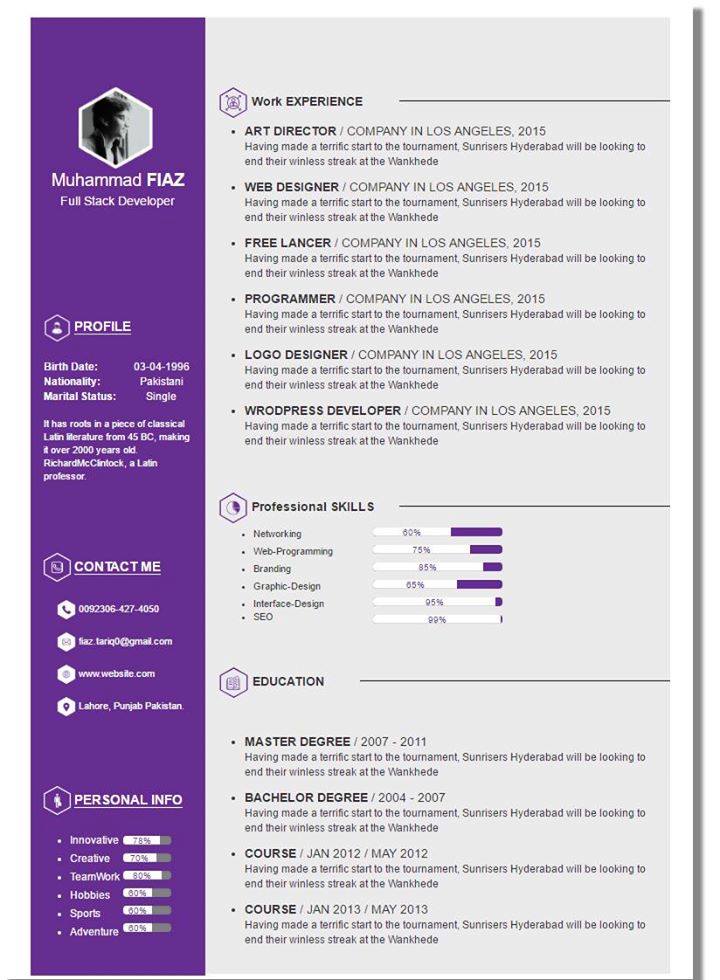 Muhammad FIAZ
Full Stack Developer
PROFILE
Birth Date: 03-04-1996
Nationality: Pakistani
Marital Status: Single
It has roots in a piece of classical
Latin literature from 45 BC, making
it over 2000 years old.
RichardMcClintock, a Latin
professor.
CONTACT ME
0092306-427-4050
fiaz.tariq0@gmail.com
www.website.com
Lahore, Punjab Pakistan.
PERSONAL INFO
Innovative 78%
Creative 70%
TeamWork 80%
Hobbies 60%
Sports 60%
Adventure 60%
Work EXPERIENCE
ART DIRECTOR / COMPANY IN LOS ANGELES, 2015
Having made a terrific start to the tournament, Sunrisers Hyderabad will be looking to
end their winless streak at the Wankhede
WEB DESIGNER / COMPANY IN LOS ANGELES, 2015
Having made a terrific start to the tournament, Sunrisers Hyderabad will be looking to
end their winless streak at the Wankhede
FREE LANCER / COMPANY IN LOS ANGELES, 2015
Having made a terrific start to the tournament, Sunrisers Hyderabad will be looking to
end their winless streak at the Wankhede
PROGRAMMER / COMPANY IN LOS ANGELES, 2015
Having made a terrific start to the tournament, Sunrisers Hyderabad will be looking to
end their winless streak at the Wankhede
LOGO DESIGNER / COMPANY IN LOS ANGELES, 2015
Having made a terrific start to the tournament, Sunrisers Hyderabad will be looking to
end their winless streak at the Wankhede
WRODPRESS DEVELOPER / COMPANY IN LOS ANGELES, 2015
Having made a terrific start to the tournament, Sunrisers Hyderabad will be looking to
end their winless streak at the Wankhede
Professional SKILLS
Networking 60%
Web-Programming 75%
Branding 85%
Graphic-Design 65%
Interface-Design 95%
SEO 99%
EDUCATION
MASTER DEGREE / 2007 - 2011
Having made a terrific start to the tournament, Sunrisers Hyderabad will be looking to
end their winless streak at the Wankhede
BACHELOR DEGREE / 2004 - 2007
Having made a terrific start to the tournament, Sunrisers Hyderabad will be looking to
end their winless streak at the Wankhede
COURSE / JAN 2012 / MAY 2012
Having made a terrific start to the tournament, Sunrisers Hyderabad will be looking to
end their winless streak at the Wankhede
COURSE / JAN 2013 / MAY 2013
Having made a terrific start to the tournament, Sunrisers Hyderabad will be looking to
end their winless streak at the Wankhede